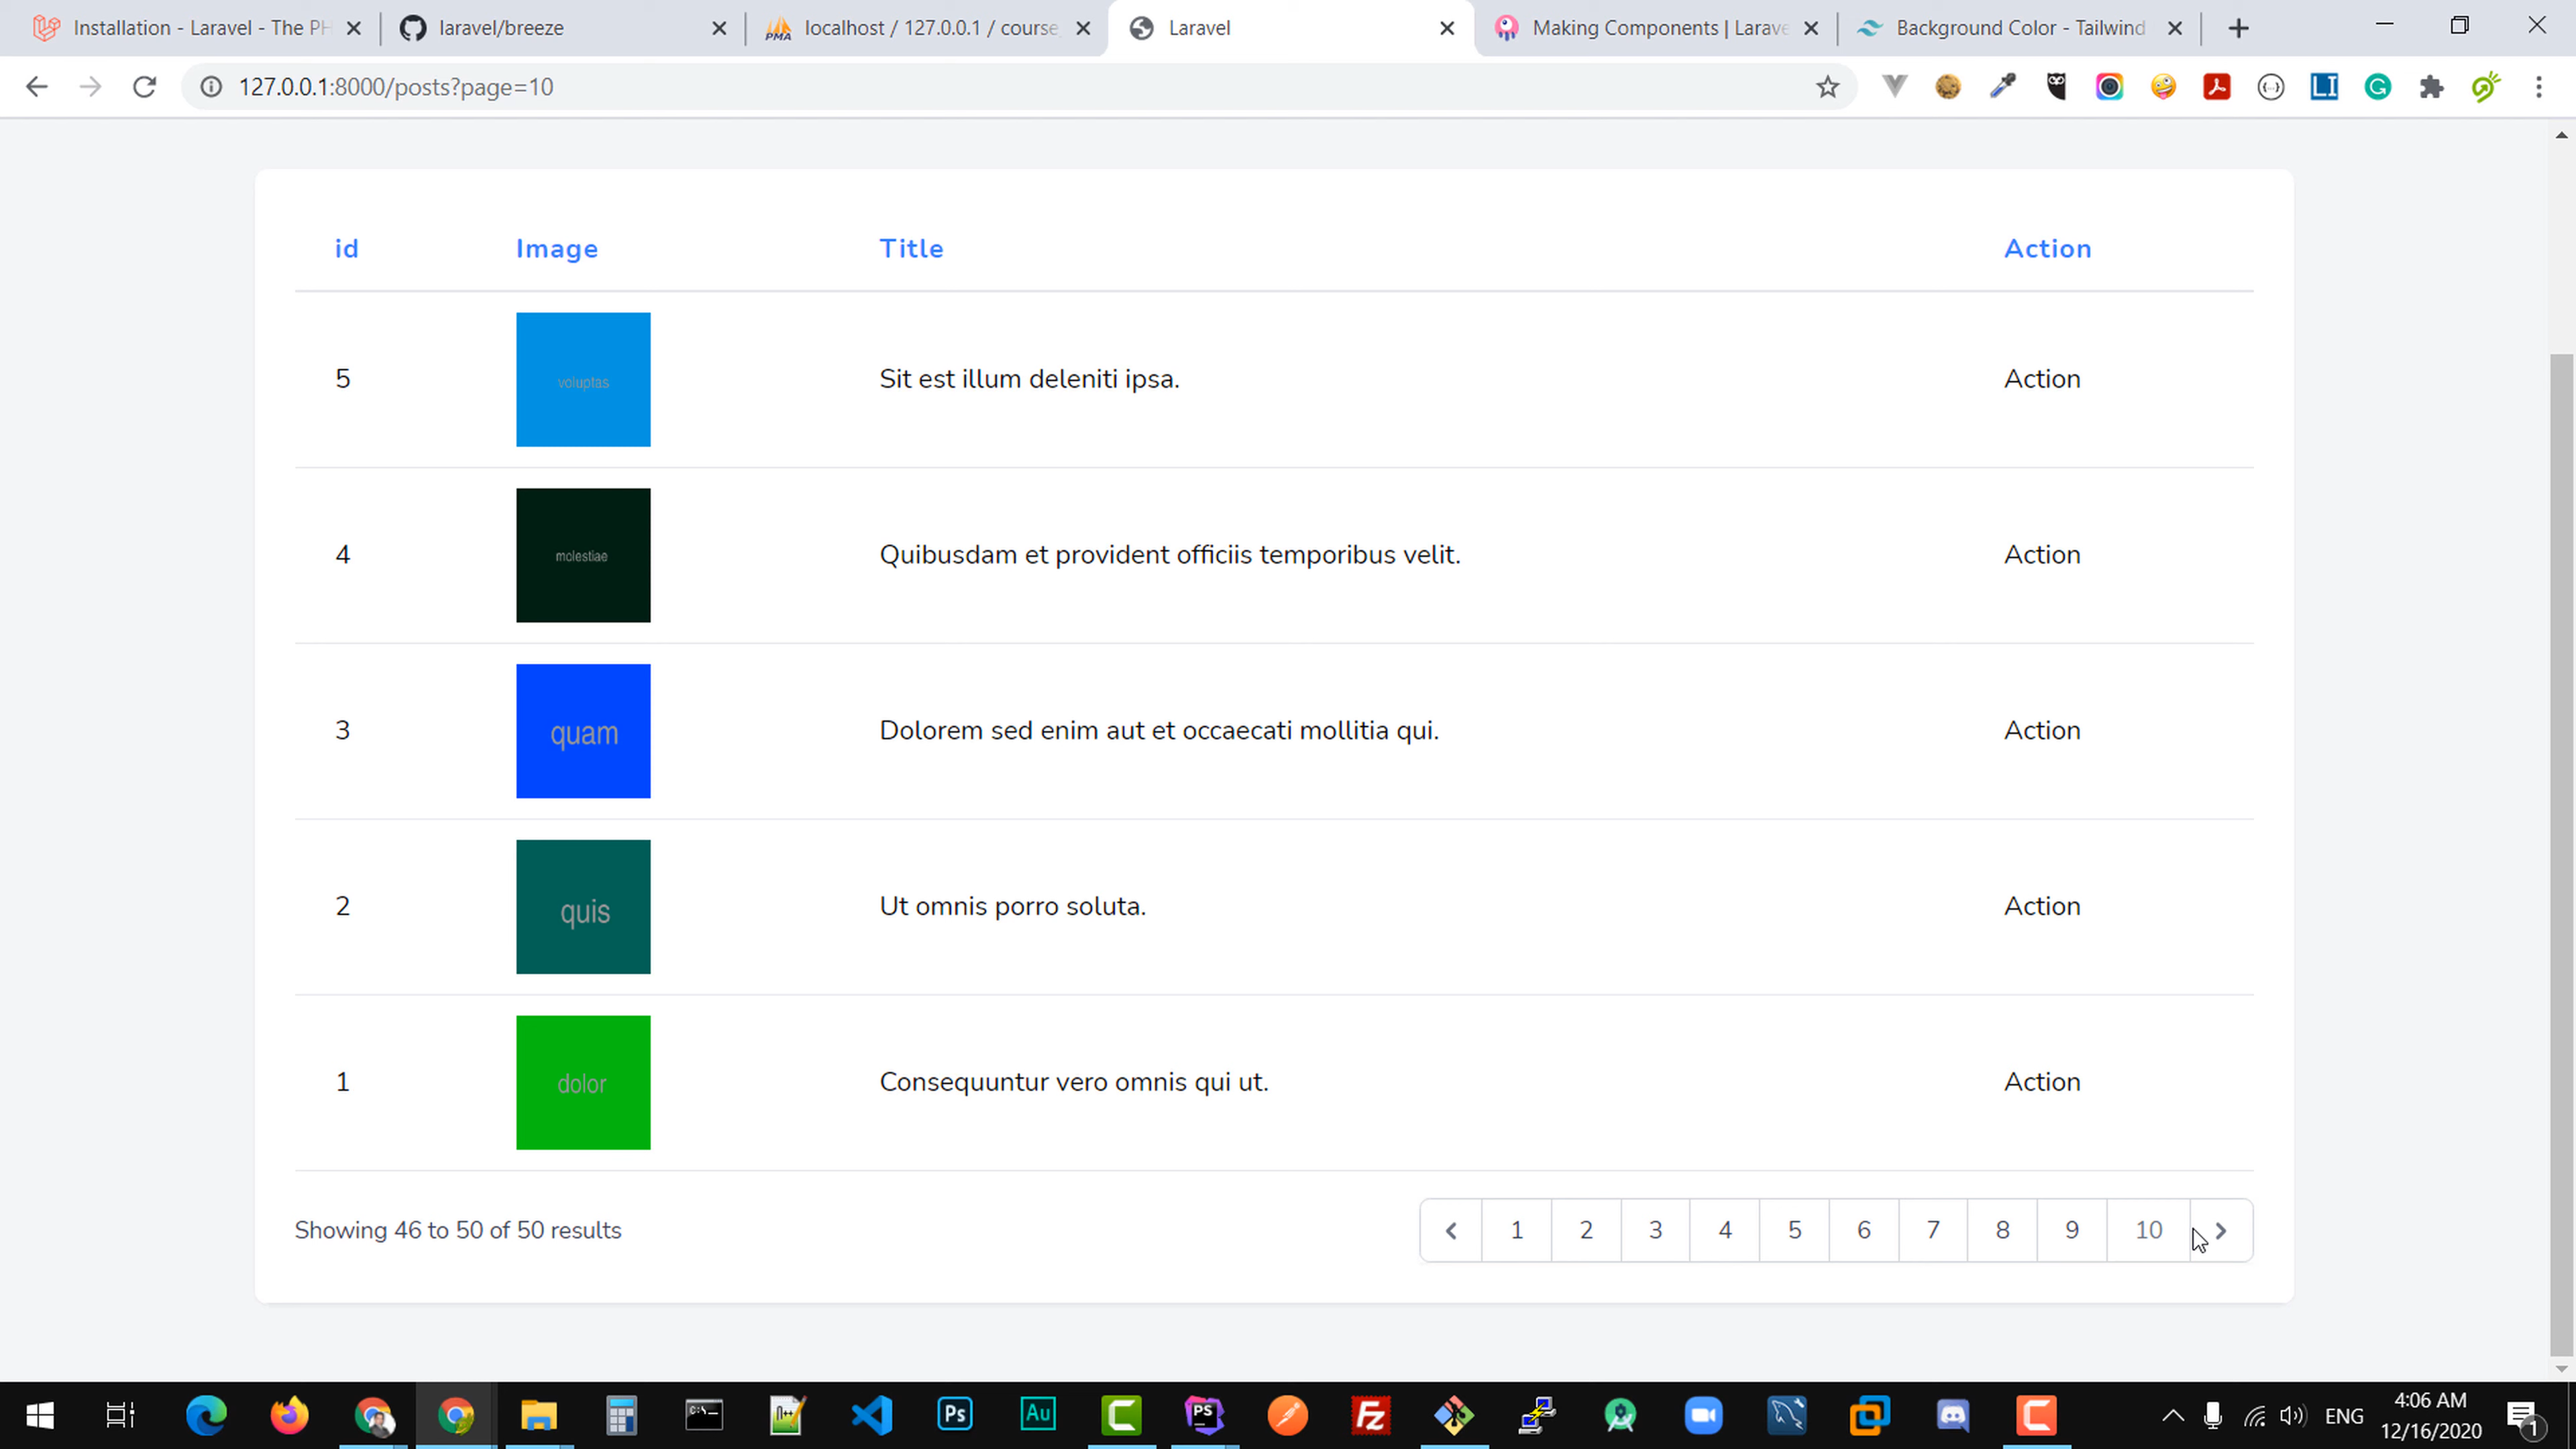 Installation - Laravel - The PH
laravel/breeze
localhost / 127.0.0.1 / course
Laravel
Making Components | Larave
Background Color - Tailwind
127.0.0.1:8000/posts?page=10
id Image Title Action
5 voluptas Sit est illum deleniti ipsa. Action
4 molestiae Quibusdam et provident officiis temporibus velit. Action
3 quam Dolorem sed enim aut et occaecati mollitia qui. Action
2 quis Ut omnis porro soluta. Action
1 dolor Consequuntur vero omnis qui ut. Action
Showing 46 to 50 of 50 results
1 2 3 4 5 6 7 8 9 10
ENG
4:06 AM
12/16/2020
1